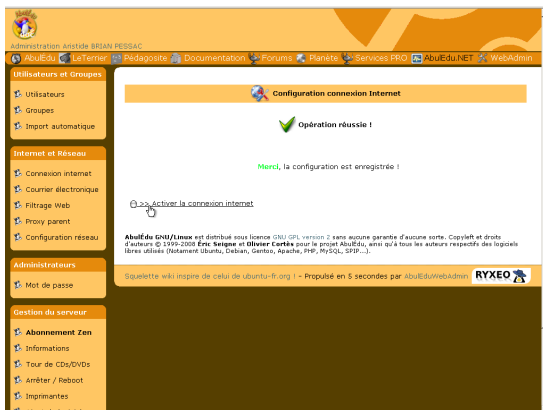 AbulÉdu
Administration Aristide BRIAN
PESSAC
AbulÉdu LeTerrier Pédagosite Documentation Forums Planète Services PRO AbulEdu.NET WebAdmin
Utilisateurs et Groupes
Utilisateurs
Groupes
Import automatique
Internet et Réseau
Connexion internet
Courrier électronique
Filtrage Web
Proxy parent
Configuration réseau
Administrateurs
Mot de passe
Gestion du serveur
Abonnement Zen
Informations
Tour de CDs/DVDs
Arrêter / Reboot
Imprimantes
Configuration connexion Internet
Opération réussie !
Merci, la configuration est enregistrée !
>> Activer la connexion internet
AbulÉdu GNU/Linux est distribué sous licence GNU GPL version 2 sans aucune garantie d'aucune sorte. Copyleft et droits
d'auteurs © 1999-2008 Éric Seigne et Olivier Cortès pour le projet AbulÉdu, ainsi qu'à tous les auteurs respectifs des logiciels
libres utilisés (Notament Ubuntu, Debian, Gentoo, Apache, PHP, MySQL, SPIP...).
Squelette wiki inspire de celui de ubuntu-fr.org ! - Propulsé en 5 secondes par AbulEduWebAdmin RYXEO